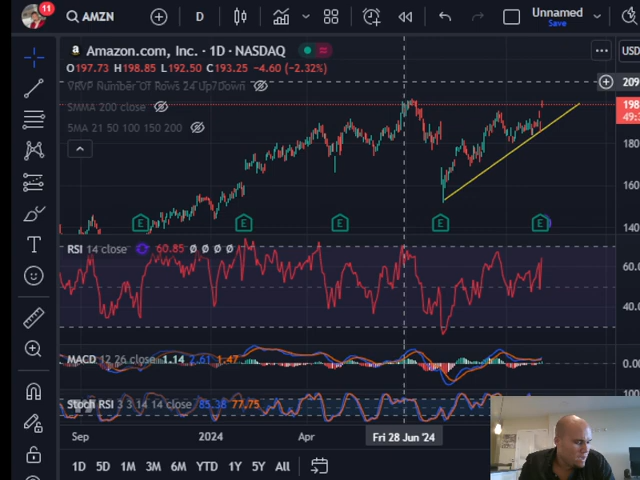 11
AMZN
D
Unnamed
Save
a Amazon.com, Inc. · 1D · NASDAQ
USD
O197.73 H198.85 L192.50 C193.25 -4.60 (-2.32%)
VRVP Number Of Rows 24 Up/Down
209
SMMA 200 close
198
49:3
SMA 21 50 100 150 200
180
160
140
E E E E E
RSI 14 close 60.85 Ø Ø Ø Ø
60.0
40.0
MACD 12 26 close 1.14 2.61 1.47
0.00
Stoch RSI 3 3 14 14 close 85.38 77.75
Sep 2024 Apr Fri 28 Jun '24
1D 5D 1M 3M 6M YTD 1Y 5Y All